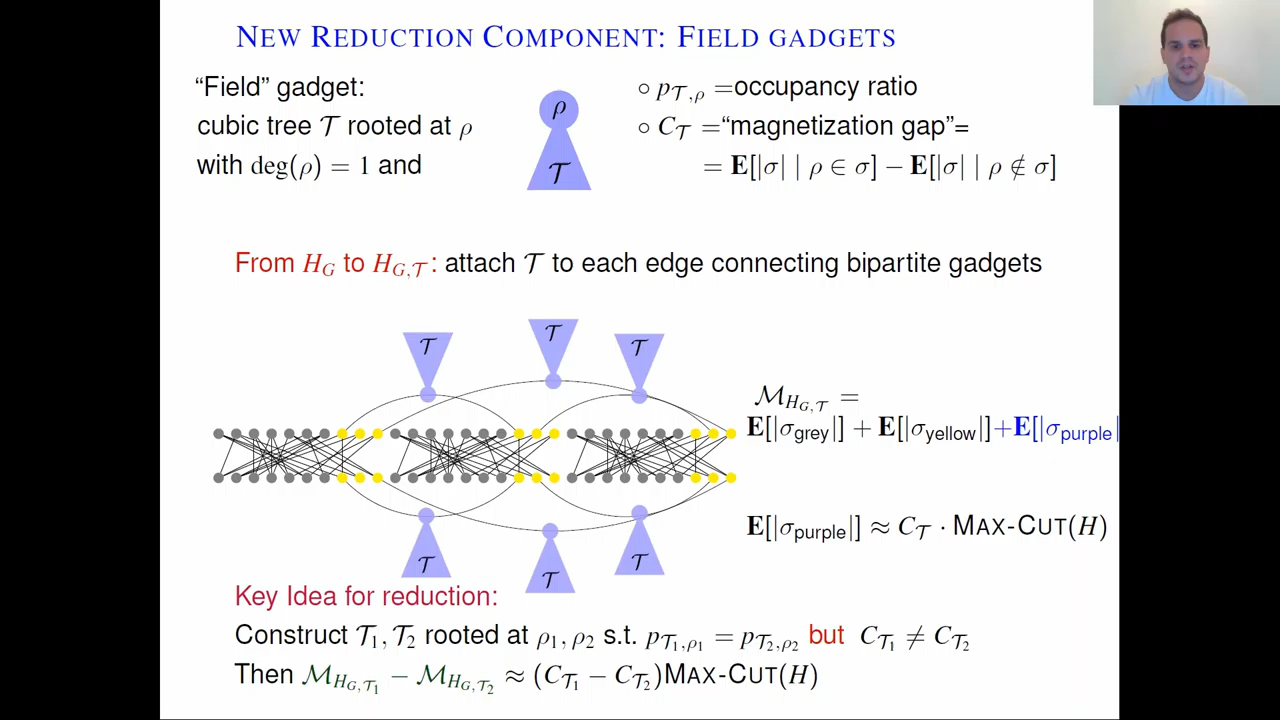 NEW REDUCTION COMPONENT: FIELD GADGETS
“Field” gadget:
cubic tree 𝒯 rooted at ρ
with deg(ρ) = 1 and
ρ
𝒯
○ p_{𝒯,ρ} =occupancy ratio
○ C_𝒯 =“magnetization gap”=
= E[|σ| | ρ ∈ σ] − E[|σ| | ρ ∉ σ]
From H_G to H_{G,𝒯}: attach 𝒯 to each edge connecting bipartite gadgets
𝒯 𝒯 𝒯
ℳ_{H_{G,𝒯}} =
E[|σ_grey|] + E[|σ_yellow|]+E[|σ_purple|
E[|σ_purple|] ≈ C_𝒯 · MAX-CUT(H)
𝒯 𝒯 𝒯
Key Idea for reduction:
Construct 𝒯₁, 𝒯₂ rooted at ρ₁, ρ₂ s.t. p_{𝒯₁,ρ₁} = p_{𝒯₂,ρ₂} but C_{𝒯₁} ≠ C_{𝒯₂}
Then ℳ_{H_{G,𝒯₁}} − ℳ_{H_{G,𝒯₂}} ≈ (C_{𝒯₁} − C_{𝒯₂})MAX-CUT(H)